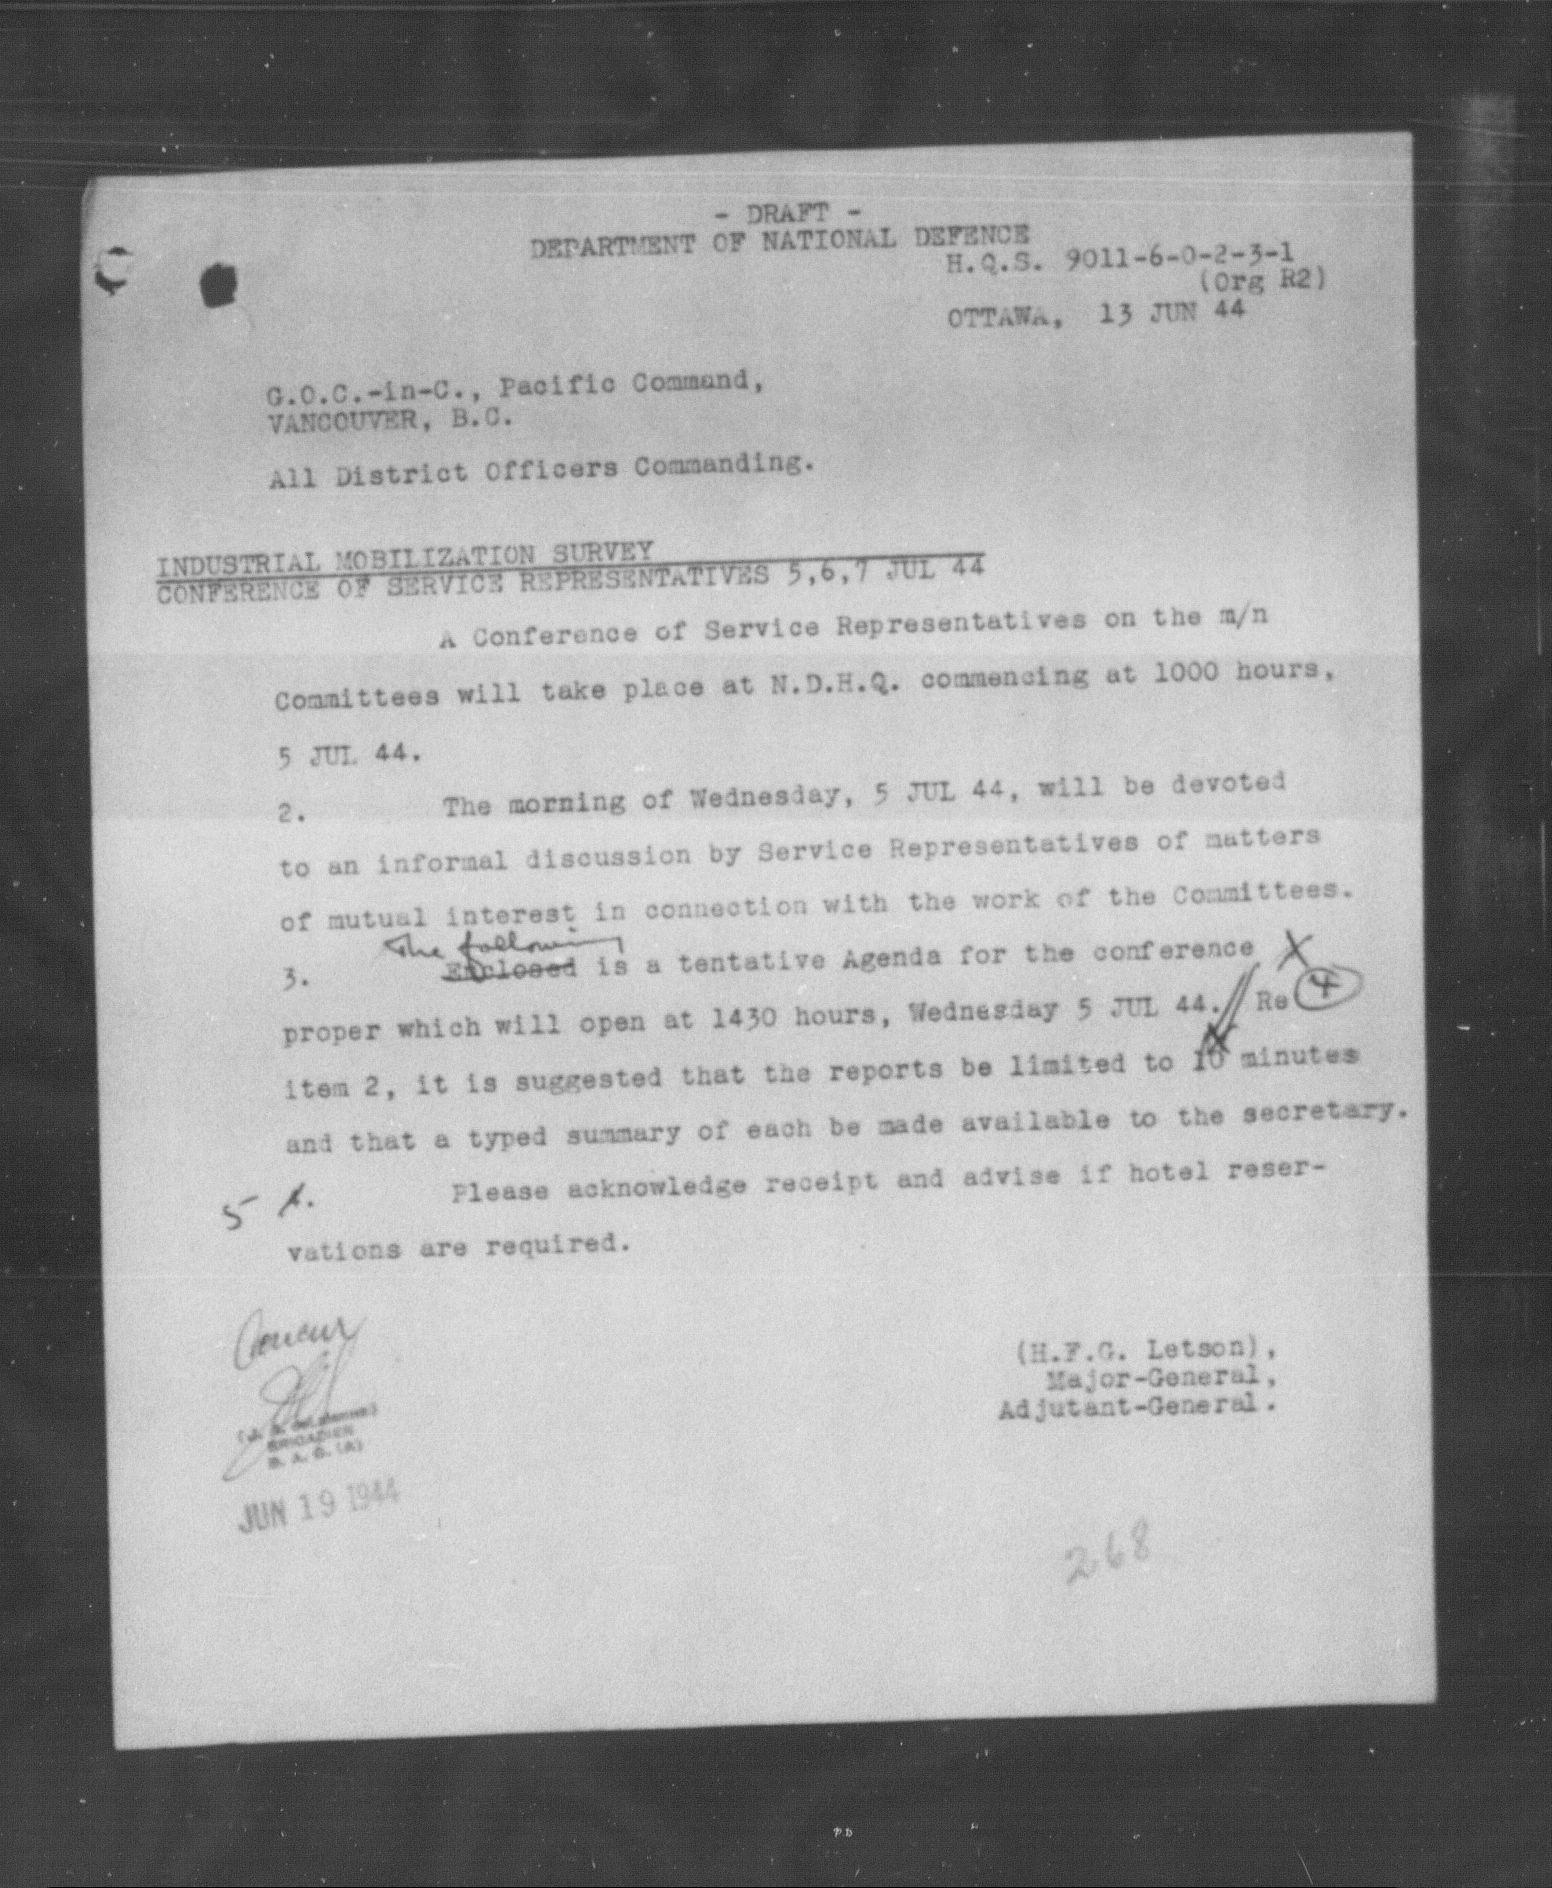 - DRAFT -
DEPARTMENT OF NATIONAL DEFENCE
H.Q.S. 9011-6-0-2-3-1
(Org R2)
OTTAWA, 13 JUN 44
G.O.C.-in-C., Pacific Command,
VANCOUVER, B.C.
All District Officers Commanding.
INDUSTRIAL MOBILIZATION SURVEY
CONFERENCE OF SERVICE REPRESENTATIVES 5,6,7 JUL 44
A Conference of Service Representatives on the m/n
Committees will take place at N.D.H.Q. commencing at 1000 hours,
5 JUL 44.
2. The morning of Wednesday, 5 JUL 44, will be devoted
to an informal discussion by Service Representatives of matters
of mutual interest in connection with the work of the Committees.
The following
3. Enclosed is a tentative Agenda for the conference X
proper which will open at 1430 hours, Wednesday 5 JUL 44. // Re 4
item 2, it is suggested that the reports be limited to 10 minutes
and that a typed summary of each be made available to the secretary.
5 4. Please acknowledge receipt and advise if hotel reser-
vations are required.
Concur
(H.F.G. Letson),
Major-General,
Adjutant-General.
BRIGADIER
D. A. G. (A)
JUN 19 1944
268